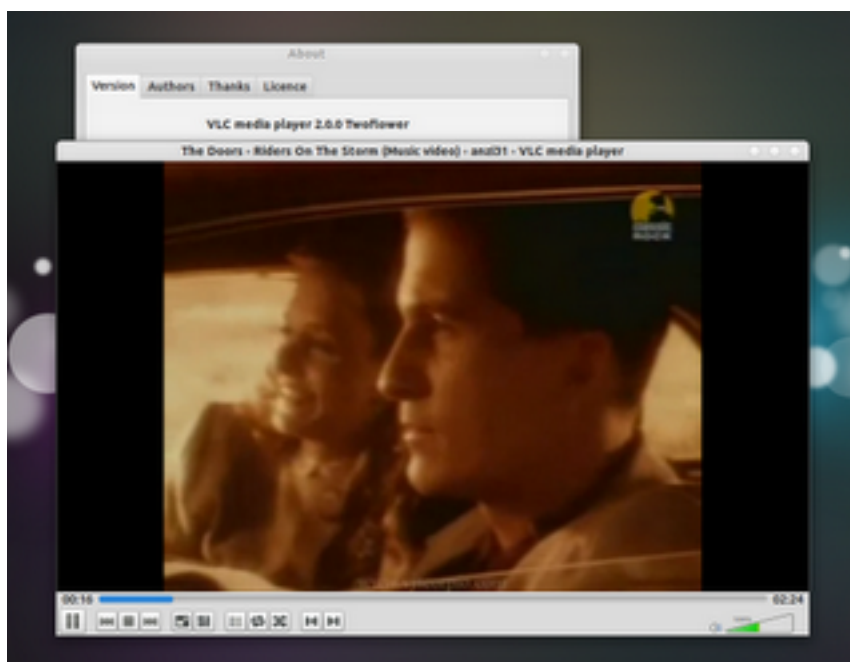 About
Version Authors Thanks Licence
VLC media player 2.0.0 Twoflower
The Doors - Riders On The Storm (Music video) - anzi31 - VLC media player
00:16
02:24